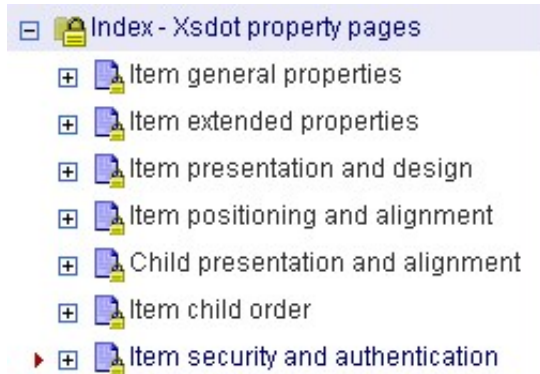 Index - Xsdot property pages
Item general properties
Item extended properties
Item presentation and design
Item positioning and alignment
Child presentation and alignment
Item child order
Item security and authentication